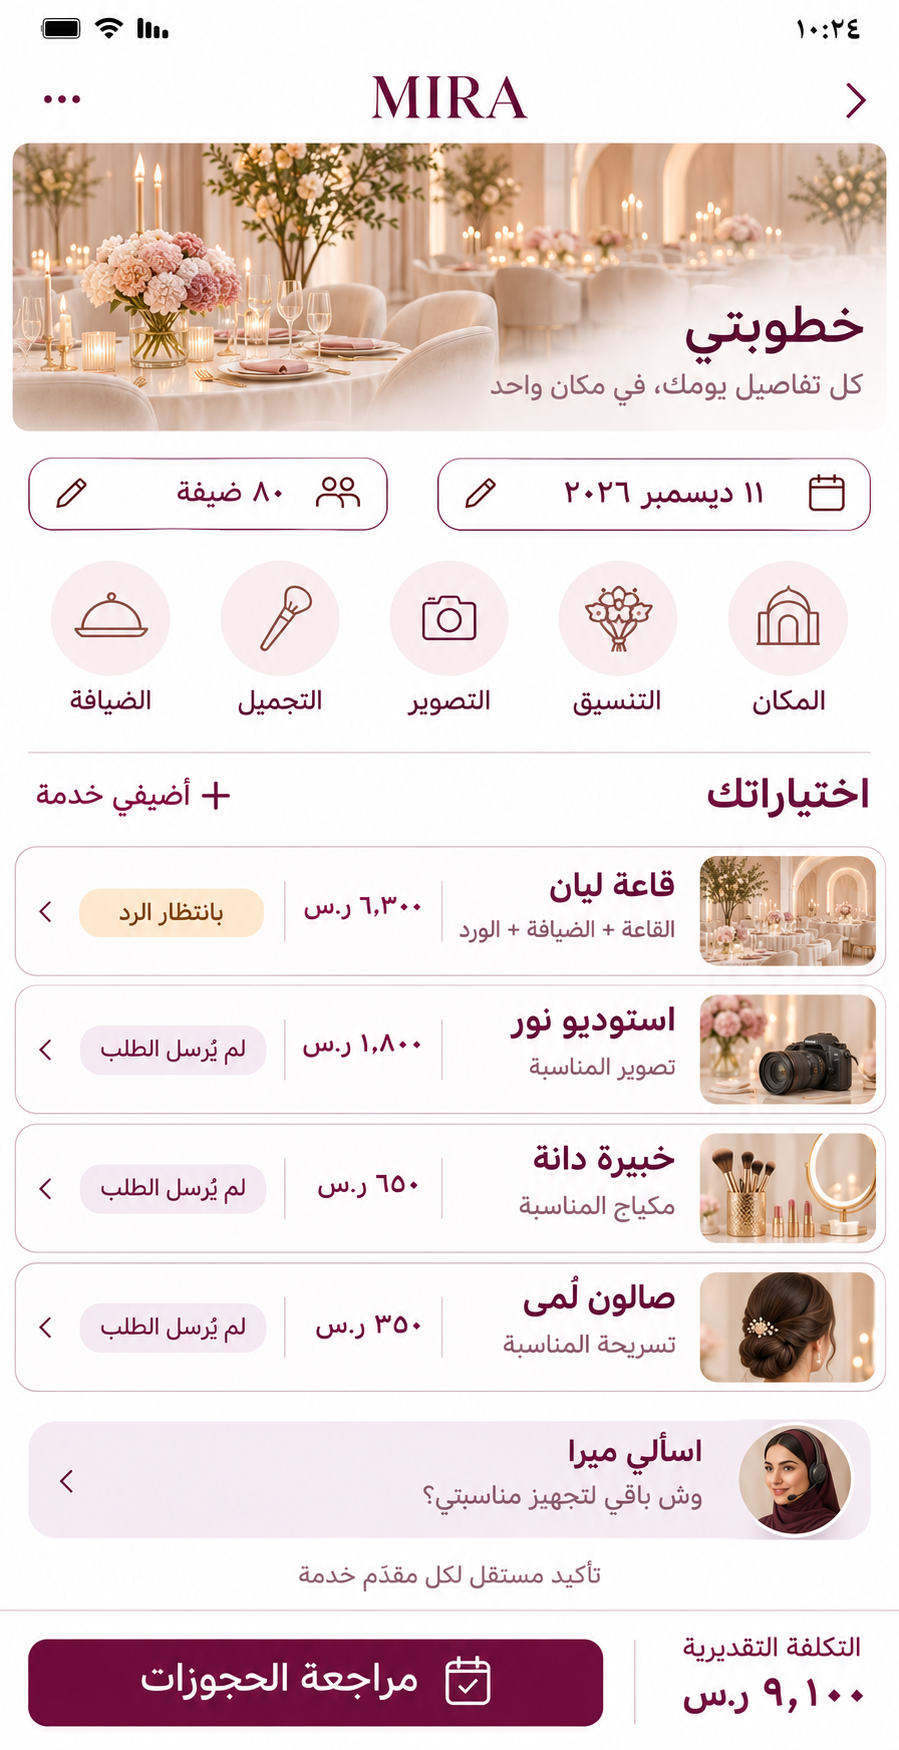 ١٠:٢٤
MIRA
خطوبتي
كل تفاصيل يومك، في مكان واحد
١١ ديسمبر ٢٠٢٦
٨٠ ضيفة
المكان
التنسيق
التصوير
التجميل
الضيافة
اختياراتك
+ أضيفي خدمة
قاعة ليان
القاعة + الضيافة + الورد
٦,٣٠٠ ر.س
بانتظار الرد
استوديو نور
تصوير المناسبة
١,٨٠٠ ر.س
لم يُرسل الطلب
خبيرة دانة
مكياج المناسبة
٦٥٠ ر.س
لم يُرسل الطلب
صالون لُمى
تسريحة المناسبة
٣٥٠ ر.س
لم يُرسل الطلب
اسألي ميرا
وش باقي لتجهيز مناسبتي؟
تأكيد مستقل لكل مقدَم خدمة
التكلفة التقديرية
٩,١٠٠ ر.س
مراجعة الحجوزات